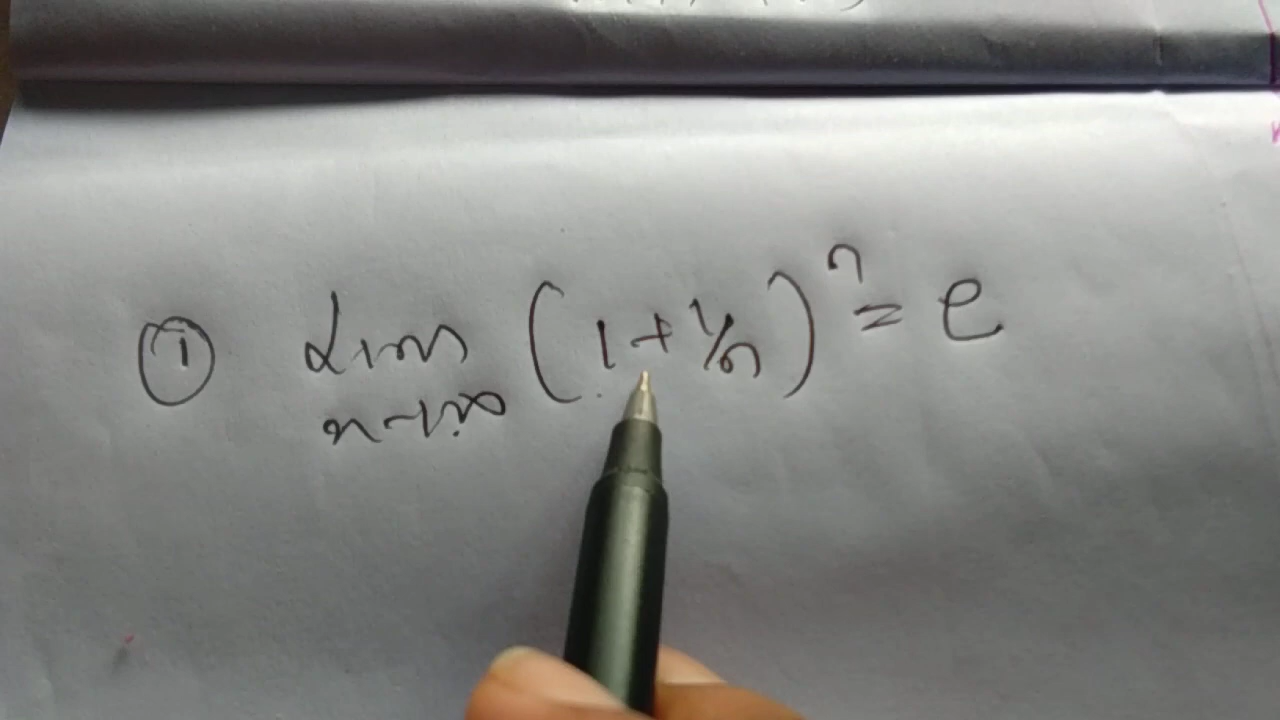 ① Lim (1 + 1/n)ⁿ = e
n→∞